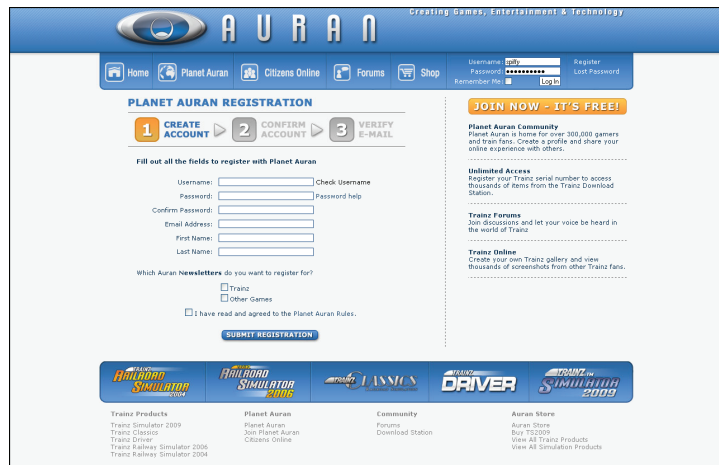 Creating Games, Entertainment & Technology
AURAN
Home Planet Auran Citizens Online Forums Shop
Username: spilly Register
Password: Lost Password
Remember Me: Log In
PLANET AURAN REGISTRATION
1 CREATE ACCOUNT 2 CONFIRM ACCOUNT 3 VERIFY E-MAIL
Fill out all the fields to register with Planet Auran
Username: Check Username
Password: Password help
Confirm Password:
Email Address:
First Name:
Last Name:
Which Auran Newsletters do you want to register for?
Trainz
Other Games
I have read and agreed to the Planet Auran Rules.
SUBMIT REGISTRATION
JOIN NOW - IT'S FREE!
Planet Auran Community
Planet Auran is home for over 300,000 gamers
and train fans. Create a profile and share your
online experience with others.
Unlimited Access
Register your Trainz serial number to access
thousands of items from the Trainz Download
Station.
Trainz Forums
Join discussions and let your voice be heard in
the world of Trainz
Trainz Online
Create your own Trainz gallery and view
thousands of screenshots from other Trainz fans.
TRAINZ RAILROAD SIMULATOR 2004
RAILROAD SIMULATOR 2006
TRAINZ CLASSICS
TRAINZ DRIVER
TRAINZ SIMULATOR 2009
Trainz Products
Trainz Simulator 2009
Trainz Classics
Trainz Driver
Trainz Railway Simulator 2006
Trainz Railway Simulator 2004
Planet Auran
Planet Auran
Join Planet Auran
Citizens Online
Community
Forums
Download Station
Auran Store
Auran Store
Buy TS2009
View All Trainz Products
View All Simulation Products